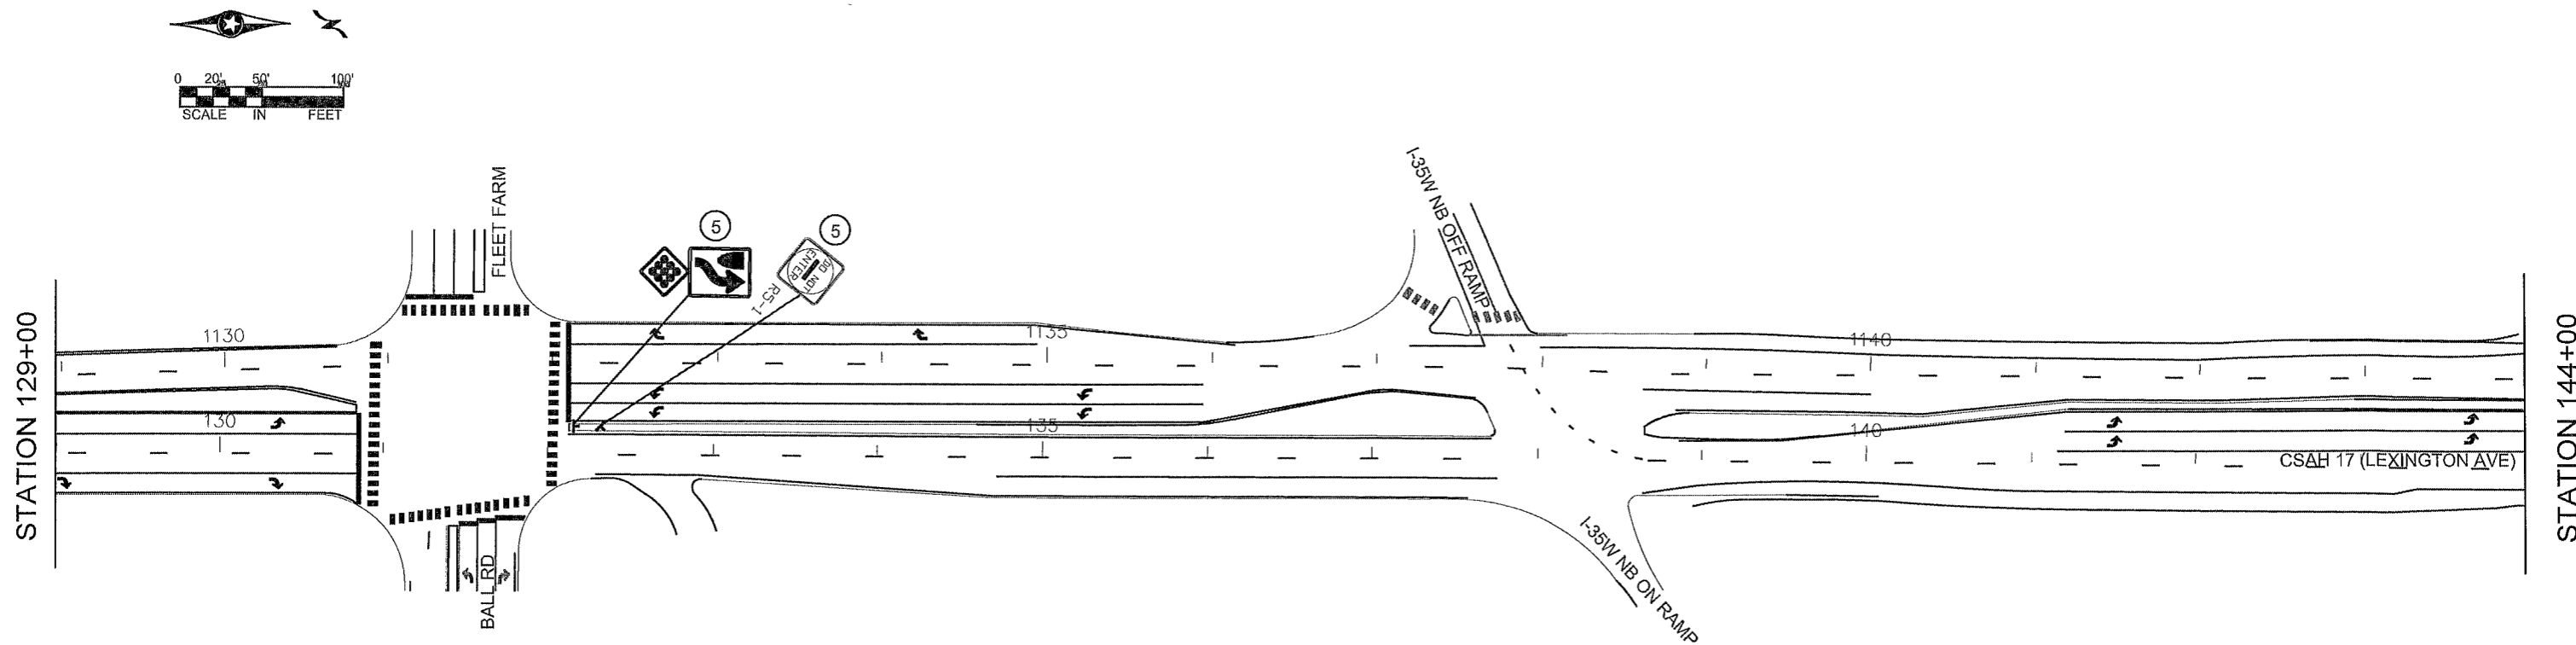 0 20' 50' 100'
SCALE IN FEET
STATION 129+00
FLEET FARM
5
5
DO NOT
ENTER
R5-1
I-35W NB OFF RAMP
1130
1135
1140
130
135
140
CSAH 17 (LEXINGTON AVE)
BALL RD
I-35W NB ON RAMP
STATION 144+00